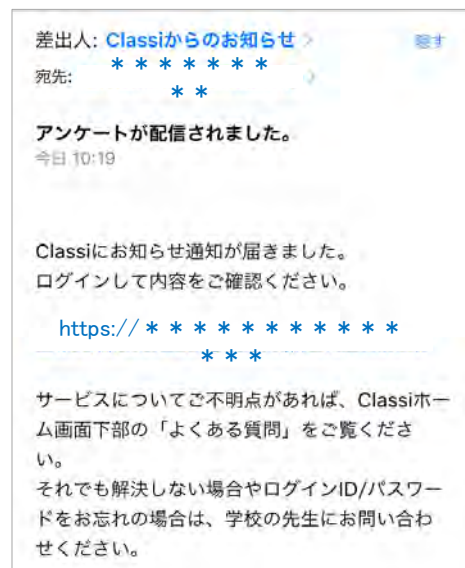 差出人: Classiからのお知らせ 隠す
＊＊＊＊＊＊＊
宛先:
＊＊
アンケートが配信されました。
今日 10:19
Classiにお知らせ通知が届きました。
ログインして内容をご確認ください。
https://＊＊＊＊＊＊＊＊＊＊＊
＊＊＊
サービスについてご不明点があれば、Classiホー
ム画面下部の「よくある質問」をご覧くださ
い。
それでも解決しない場合やログインID/パスワー
ドをお忘れの場合は、学校の先生にお問い合わ
せください。